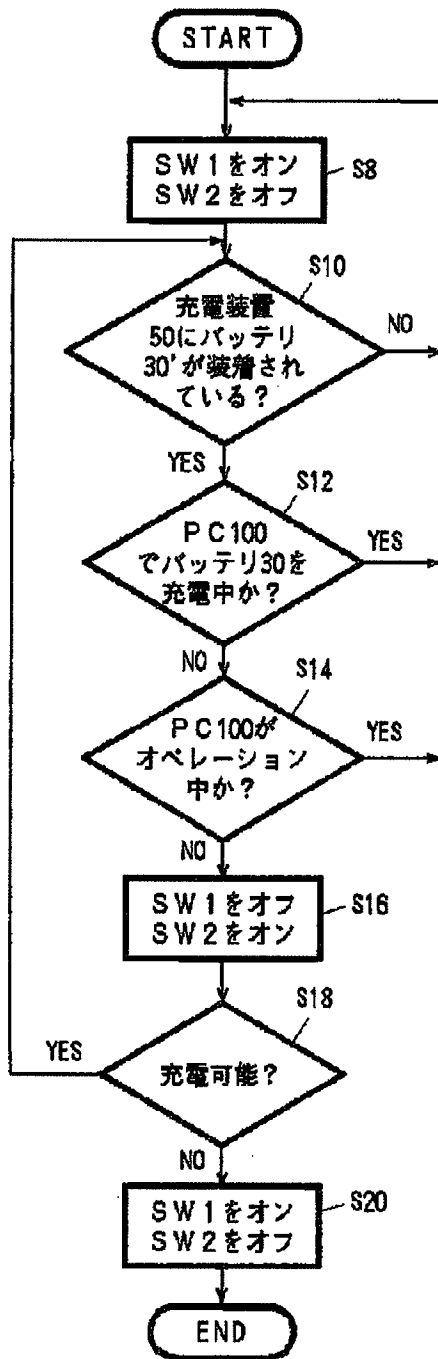 START
SW1をオン
SW2をオフ
S8
S10
充電装置
50にバッテリ
30'が装着され
ている?
NO
YES
S12
PC100
でバッテリ30を
充電中か?
YES
NO
S14
PC100が
オペレーション
中か?
YES
NO
SW1をオフ
SW2をオン
S16
S18
YES
充電可能?
NO
SW1をオン
SW2をオフ
S20
END